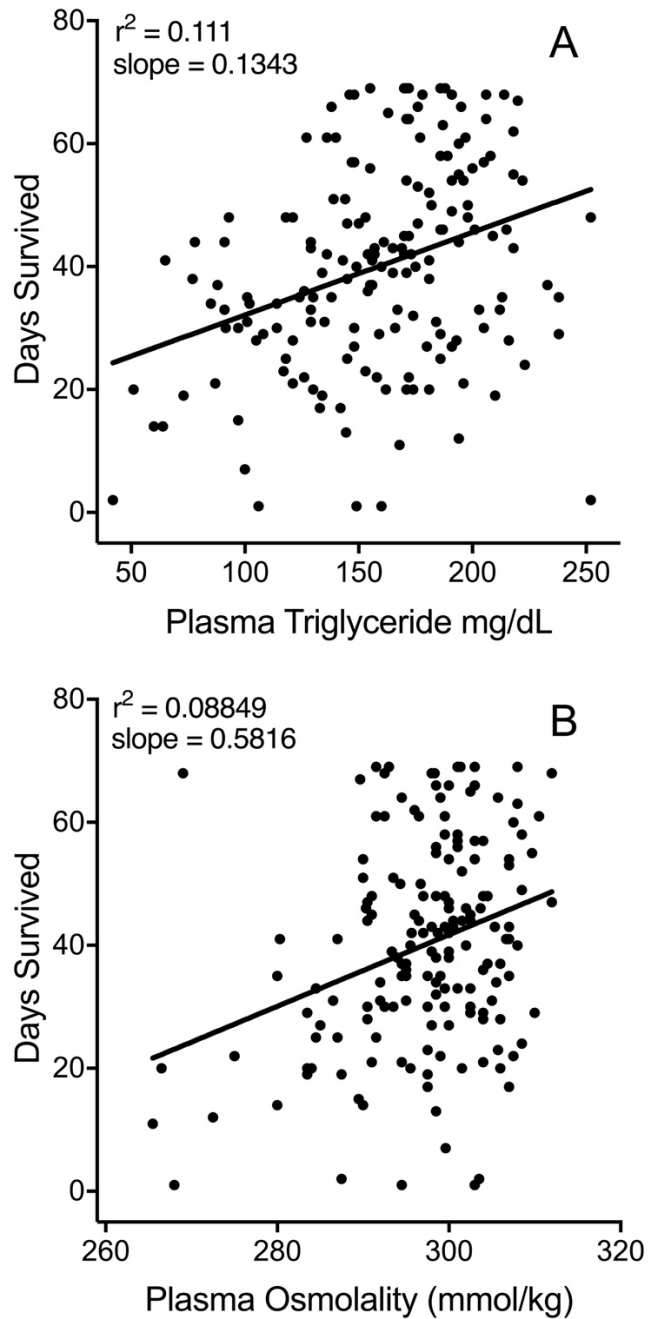 80
r² = 0.111
A
slope = 0.1343
60
40
20
0
Days Survived
50 100 150 200 250
Plasma Triglyceride mg/dL
80
r² = 0.08849
B
slope = 0.5816
60
40
20
0
Days Survived
260 280 300 320
Plasma Osmolality (mmol/kg)